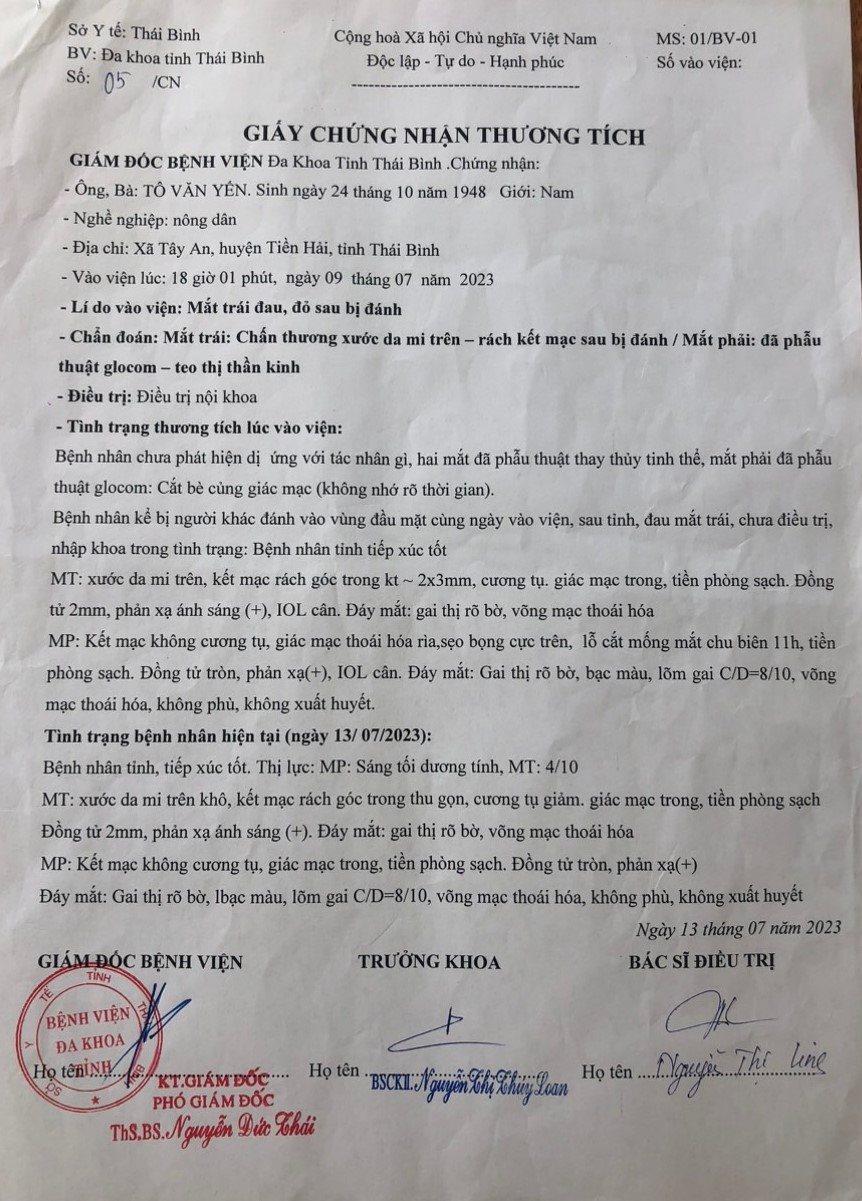 Sở Y tế: Thái Bình
BV: Đa khoa tỉnh Thái Bình
Số: 05 /CN
Cộng hoà Xã hội Chủ nghĩa Việt Nam
Độc lập - Tự do - Hạnh phúc
MS: 01/BV-01
Số vào viện:
GIẤY CHỨNG NHẬN THƯƠNG TÍCH
GIÁM ĐỐC BỆNH VIỆN Đa Khoa Tỉnh Thái Bình .Chứng nhận:
- Ông, Bà: TÔ VĂN YÊN. Sinh ngày 24 tháng 10 năm 1948 Giới: Nam
- Nghề nghiệp: nông dân
- Địa chỉ: Xã Tây An, huyện Tiền Hải, tỉnh Thái Bình
- Vào viện lúc: 18 giờ 01 phút, ngày 09 tháng 07 năm 2023
- Lí do vào viện: Mắt trái đau, đỏ sau bị đánh
- Chẩn đoán: Mắt trái: Chấn thương xước da mi trên – rách kết mạc sau bị đánh / Mắt phải: đã phẫu
thuật glocom – teo thị thần kinh
- Điều trị: Điều trị nội khoa
- Tình trạng thương tích lúc vào viện:
Bệnh nhân chưa phát hiện dị ứng với tác nhân gì, hai mắt đã phẫu thuật thay thủy tinh thể, mắt phải đã phẫu
thuật glocom: Cắt bè củng giác mạc (không nhớ rõ thời gian).
Bệnh nhân kể bị người khác đánh vào vùng đầu mặt cùng ngày vào viện, sau tỉnh, đau mắt trái, chưa điều trị,
nhập khoa trong tình trạng: Bệnh nhân tỉnh tiếp xúc tốt
MT: xước da mi trên, kết mạc rách góc trong kt ~ 2x3mm, cương tụ. giác mạc trong, tiền phòng sạch. Đồng
tử 2mm, phản xạ ánh sáng (+), IOL cân. Đáy mắt: gai thị rõ bờ, võng mạc thoái hóa
MP: Kết mạc không cương tụ, giác mạc thoái hóa rìa,sẹo bọng cực trên, lỗ cắt mống mắt chu biên 11h, tiền
phòng sạch. Đồng tử tròn, phản xạ(+), IOL cân. Đáy mắt: Gai thị rõ bờ, bạc màu, lõm gai C/D=8/10, võng
mạc thoái hóa, không phù, không xuất huyết.
Tình trạng bệnh nhân hiện tại (ngày 13/ 07/2023):
Bệnh nhân tỉnh, tiếp xúc tốt. Thị lực: MP: Sáng tối dương tính, MT: 4/10
MT: xước da mi trên khô, kết mạc rách góc trong thu gọn, cương tụ giảm. giác mạc trong, tiền phòng sạch
Đồng tử 2mm, phản xạ ánh sáng (+). Đáy mắt: gai thị rõ bờ, võng mạc thoái hóa
MP: Kết mạc không cương tụ, giác mạc trong, tiền phòng sạch. Đồng tử tròn, phản xạ(+)
Đáy mắt: Gai thị rõ bờ, lbạc màu, lõm gai C/D=8/10, võng mạc thoái hóa, không phù, không xuất huyết
Ngày 13 tháng 07 năm 2023
GIÁM ĐỐC BỆNH VIỆN
TRƯỞNG KHOA
BÁC SĨ ĐIỀU TRỊ
BỆNH VIỆN
ĐA KHOA
TỈNH
Họ tên
KT.GIÁM ĐỐC
PHÓ GIÁM ĐỐC
ThS.BS. Nguyễn Đức Thái
Họ tên
BSCKII. Nguyễn Thị Thúy Loan
Họ tên Nguyễn Thị